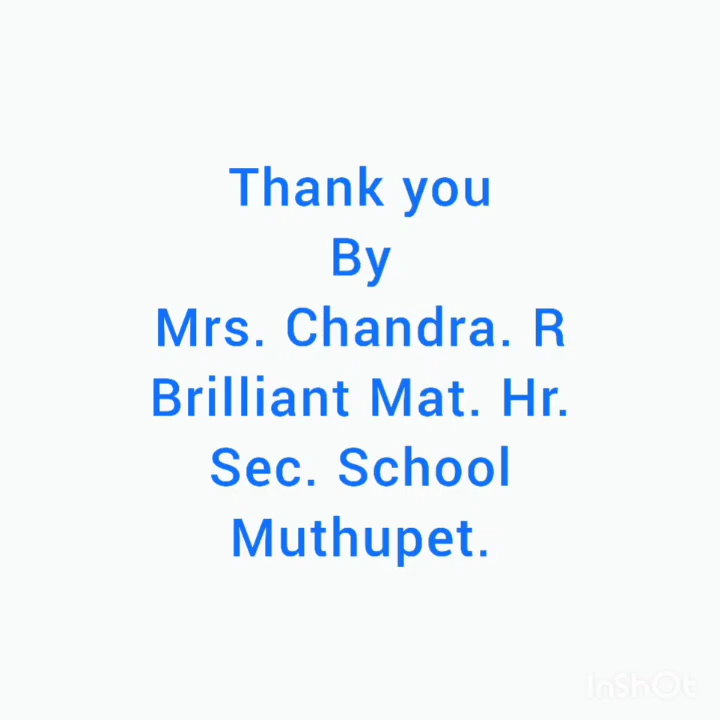 Thank you
By
Mrs. Chandra. R
Brilliant Mat. Hr.
Sec. School
Muthupet.
InShOt